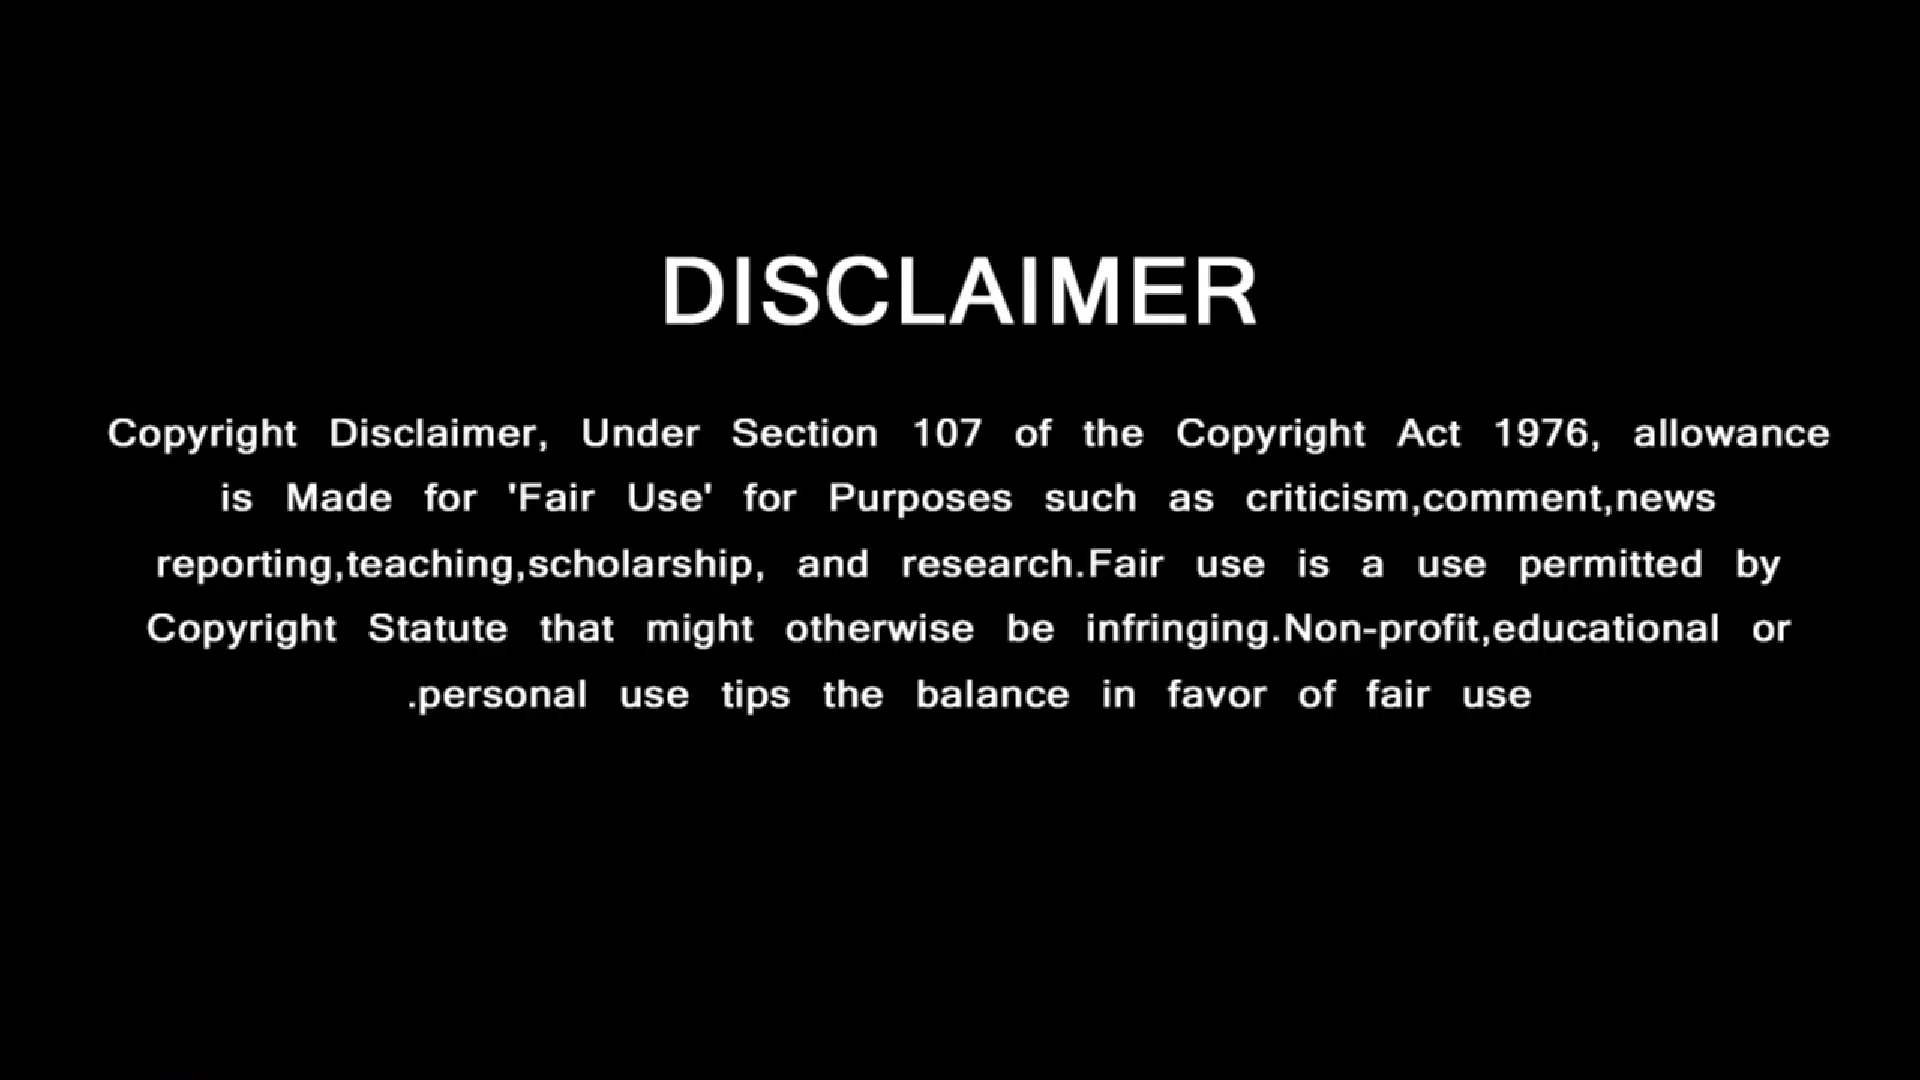 DISCLAIMER
Copyright Disclaimer, Under Section 107 of the Copyright Act 1976, allowance
is Made for 'Fair Use' for Purposes such as criticism,comment,news
reporting,teaching,scholarship, and research.Fair use is a use permitted by
Copyright Statute that might otherwise be infringing.Non-profit,educational or
.personal use tips the balance in favor of fair use